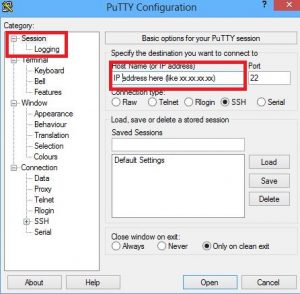 PuTTY Configuration
Category:
Session
Logging
Terminal
Keyboard
Bell
Features
Window
Appearance
Behaviour
Translation
Selection
Colours
Connection
Data
Proxy
Telnet
Rlogin
SSH
Serial
Basic options for your PuTTY session
Specify the destination you want to connect to
Host Name (or IP address) Port
IP address here (like xx.xx.xx.xx) 22
Connection type:
Raw Telnet Rlogin SSH Serial
Load, save or delete a stored session
Saved Sessions
Default Settings
Load
Save
Delete
Close window on exit:
Always Never Only on clean exit
About Help Open Cancel